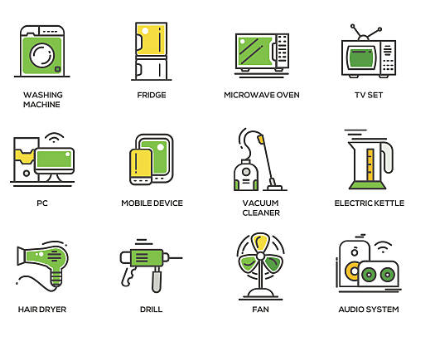 WASHING
MACHINE
FRIDGE
MICROWAVE OVEN
TV SET
PC
MOBILE DEVICE
VACUUM
CLEANER
ELECTRIC KETTLE
HAIR DRYER
DRILL
FAN
AUDIO SYSTEM